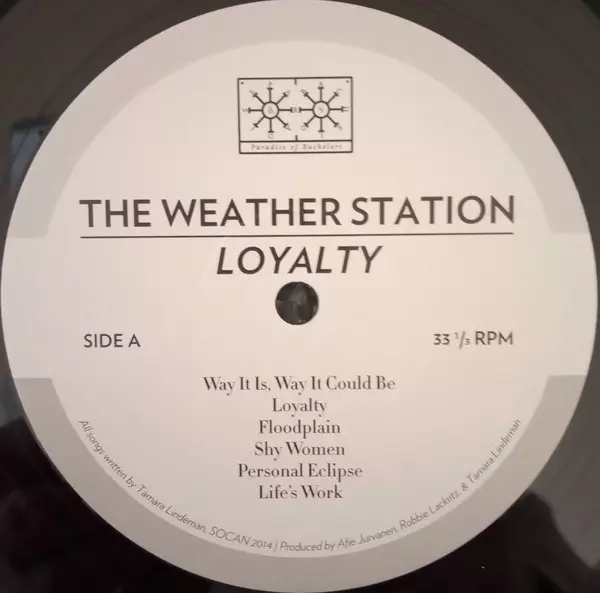 Paradise of Bachelors
THE WEATHER STATION
LOYALTY
SIDE A
33 1/3 RPM
Way It Is, Way It Could Be
Loyalty
Floodplain
Shy Women
Personal Eclipse
Life's Work
All songs written by Tamara Lindeman, SOCAN 2014 / Produced by Afie Jurvanen, Robbie Lackritz, & Tamara Lindeman